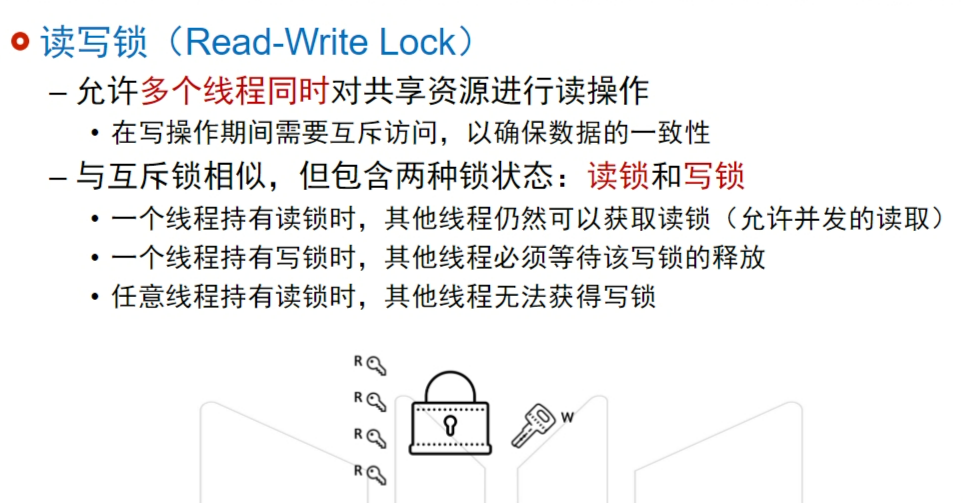 读写锁（Read-Write Lock）
– 允许多个线程同时对共享资源进行读操作
• 在写操作期间需要互斥访问，以确保数据的一致性
– 与互斥锁相似，但包含两种锁状态：读锁和写锁
• 一个线程持有读锁时，其他线程仍然可以获取读锁（允许并发的读取）
• 一个线程持有写锁时，其他线程必须等待该写锁的释放
• 任意线程持有读锁时，其他线程无法获得写锁
R
R
W
R
R